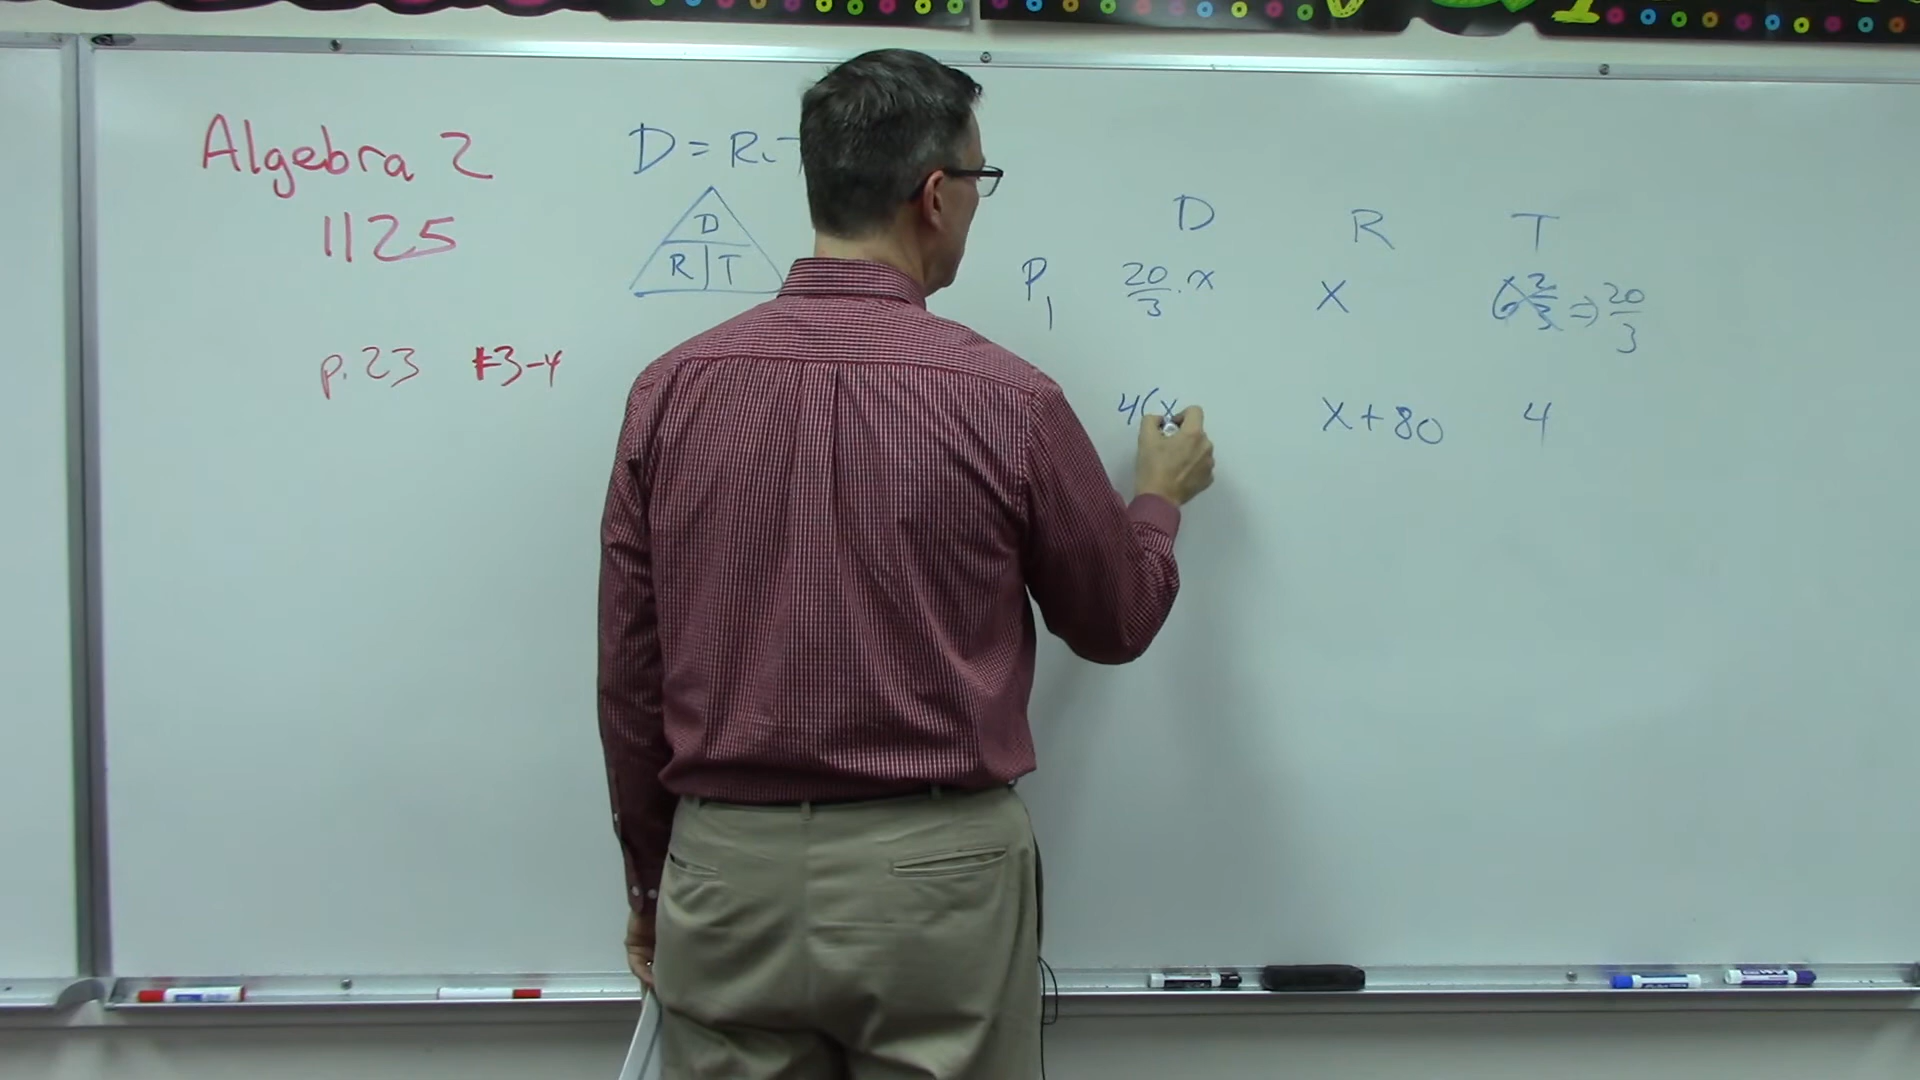 Algebra 2
1125
p. 23 #3-4
D = R.
D
R T
D R T
P1 20/3 · x x 6 2/3 ⇒ 20/3
4(x x + 80 4